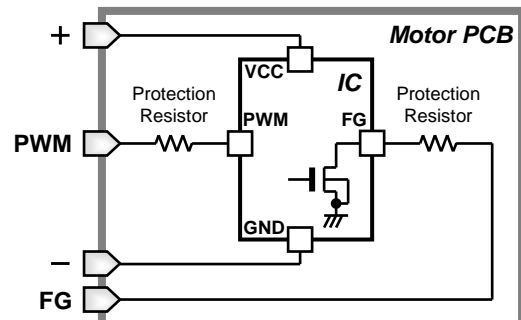 +
Motor PCB
VCC
IC
Protection
Resistor
Protection
Resistor
PWM
PWM
FG
GND
−
FG